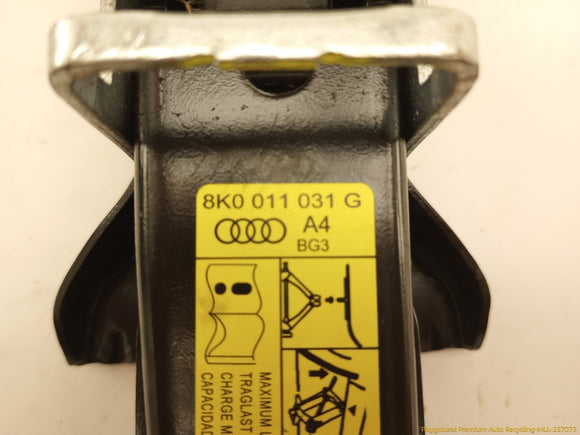 8K0 011 031 G
A4
BG3
MAXIMUM
TRAGLAST
CHARGE
CAPACIDAD
Playground Premium Auto Recycling-MLL-257073